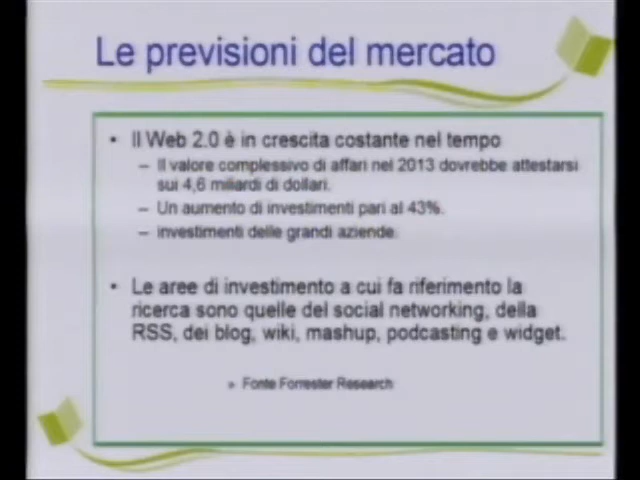 Le previsioni del mercato
• Il Web 2.0 è in crescita costante nel tempo
– Il valore complessivo di affari nel 2013 dovrebbe attestarsi
sui 4,6 miliardi di dollari.
– Un aumento di investimenti pari al 43%.
– investimenti delle grandi aziende.
• Le aree di investimento a cui fa riferimento la
ricerca sono quelle del social networking, della
RSS, dei blog, wiki, mashup, podcasting e widget.
» Fonte Forrester Research